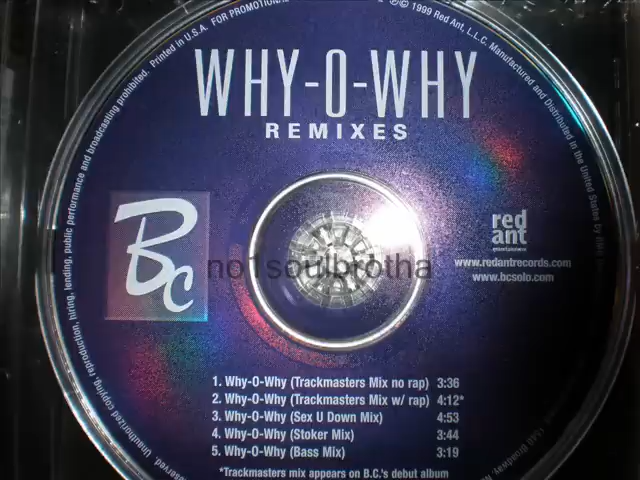 Unauthorized copying, reproduction, hiring, lending, public performance and broadcasting prohibited. Printed in U.S.A. FOR PROMOTION
℗© 1999 Red Ant, L.L.C. Manufactured and Distributed in the United States by
WHY-O-WHY
REMIXES
Bc
red
ant
entertainment
www.redantrecords.com
www.bcsolo.com
no1soulbrotha
1. Why-O-Why (Trackmasters Mix no rap) 3:36
2. Why-O-Why (Trackmasters Mix w/ rap) 4:12*
3. Why-O-Why (Sex U Down Mix) 4:53
4. Why-O-Why (Stoker Mix) 3:44
5. Why-O-Why (Bass Mix) 3:19
*Trackmasters mix appears on B.C.'s debut album